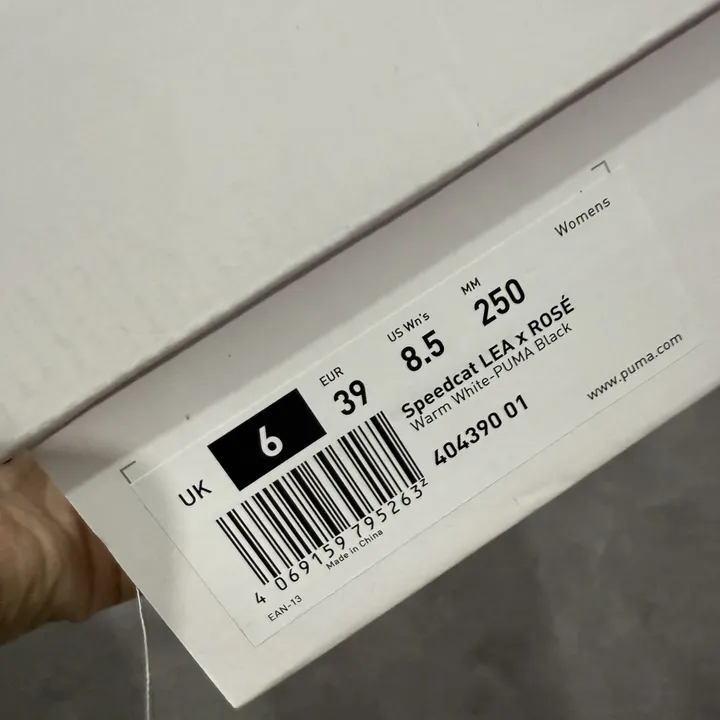 Womens
UK 6
EUR 39
US Wn's 8.5
MM 250
Speedcat LEA x ROSÉ
Warm White-PUMA Black
404390 01
www.puma.com
4 069159 795263 2
Made in China
EAN-13